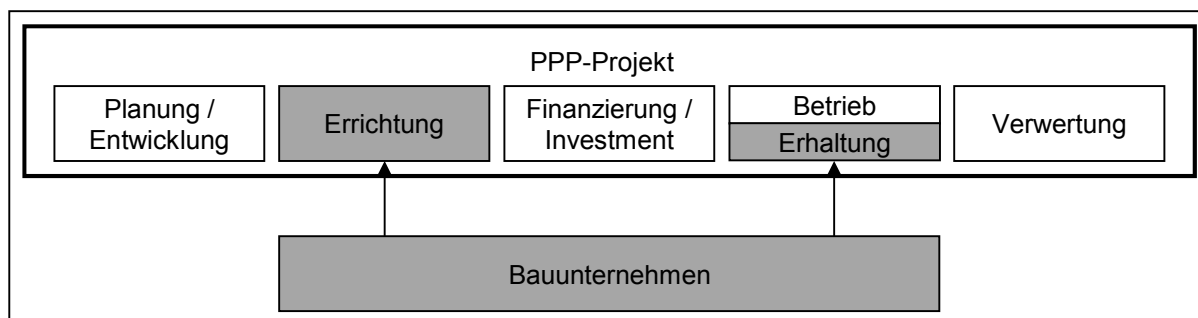 PPP-Projekt
Planung /
Entwicklung
Errichtung
Finanzierung /
Investment
Betrieb
Erhaltung
Verwertung
Bauunternehmen